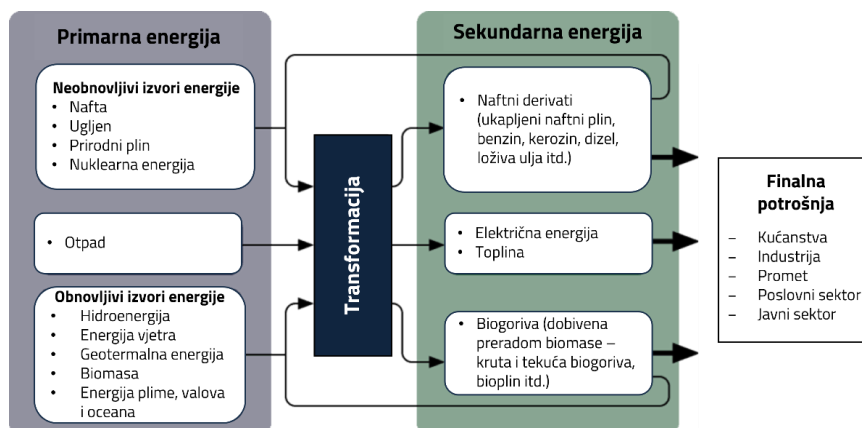 Primarna energija
Neobnovljivi izvori energije
• Nafta
• Ugljen
• Prirodni plin
• Nuklearna energija
• Otpad
Obnovljivi izvori energije
• Hidroenergija
• Energija vjetra
• Geotermalna energija
• Biomasa
• Energija plime, valova
i oceana
Transformacija
Sekundarna energija
• Naftni derivati
(ukapljeni naftni plin,
benzin, kerozin, dizel,
loživa ulja itd.)
• Električna energija
• Toplina
• Biogoriva (dobivena
preradom biomase –
kruta i tekuća biogoriva,
bioplin itd.)
Finalna
potrošnja
– Kućanstva
– Industrija
– Promet
– Poslovni sektor
– Javni sektor